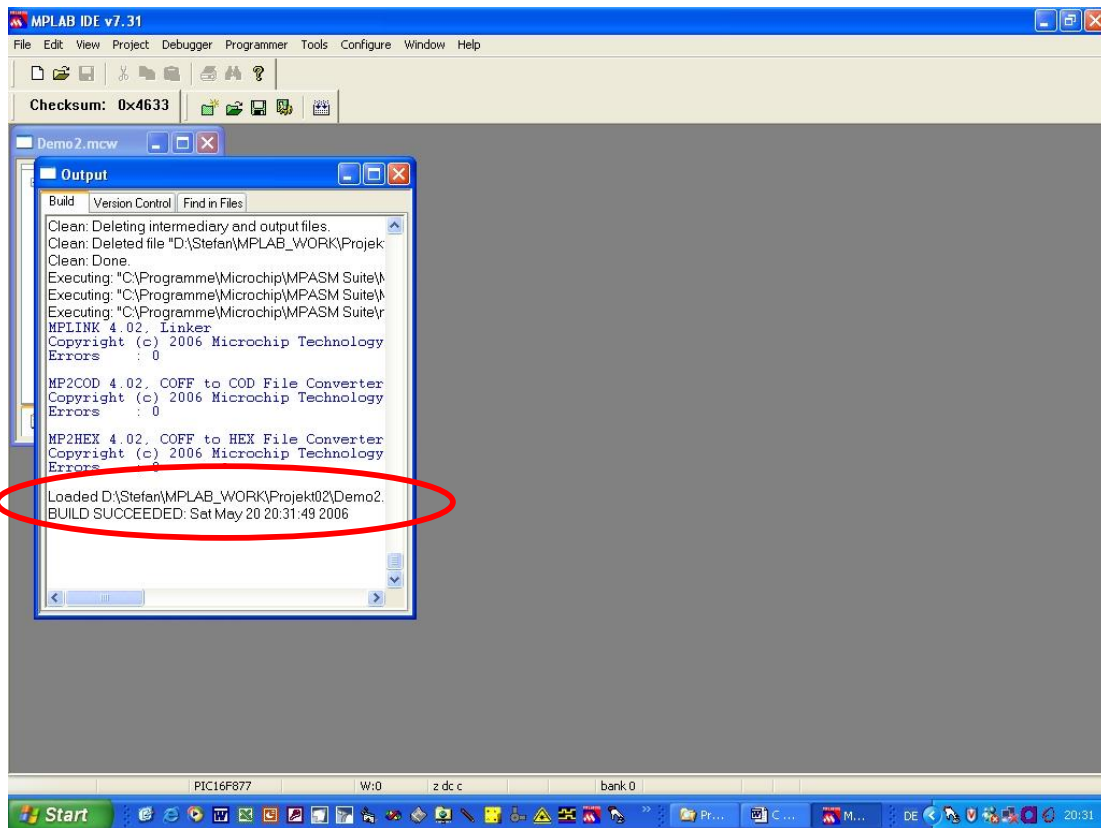 MPLAB IDE v7.31
File Edit View Project Debugger Programmer Tools Configure Window Help
Checksum: 0x4633
Demo2.mcw
Output
Build Version Control Find in Files
Clean: Deleting intermediary and output files.
Clean: Deleted file "D:\Stefan\MPLAB_WORK\Projek
Clean: Done.
Executing: "C:\Programme\Microchip\MPASM Suite\
Executing: "C:\Programme\Microchip\MPASM Suite\
Executing: "C:\Programme\Microchip\MPASM Suite\
MPLINK 4.02, Linker
Copyright (c) 2006 Microchip Technology
Errors : 0
MP2COD 4.02, COFF to COD File Converter
Copyright (c) 2006 Microchip Technology
Errors : 0
MP2HEX 4.02, COFF to HEX File Converter
Copyright (c) 2006 Microchip Technology
Errors : 0
Loaded D:\Stefan\MPLAB_WORK\Projekt02\Demo2.
BUILD SUCCEEDED: Sat May 20 20:31:49 2006
PIC16F877 W:0 z dc c bank 0
Start Pr... C ... M... DE 20:31